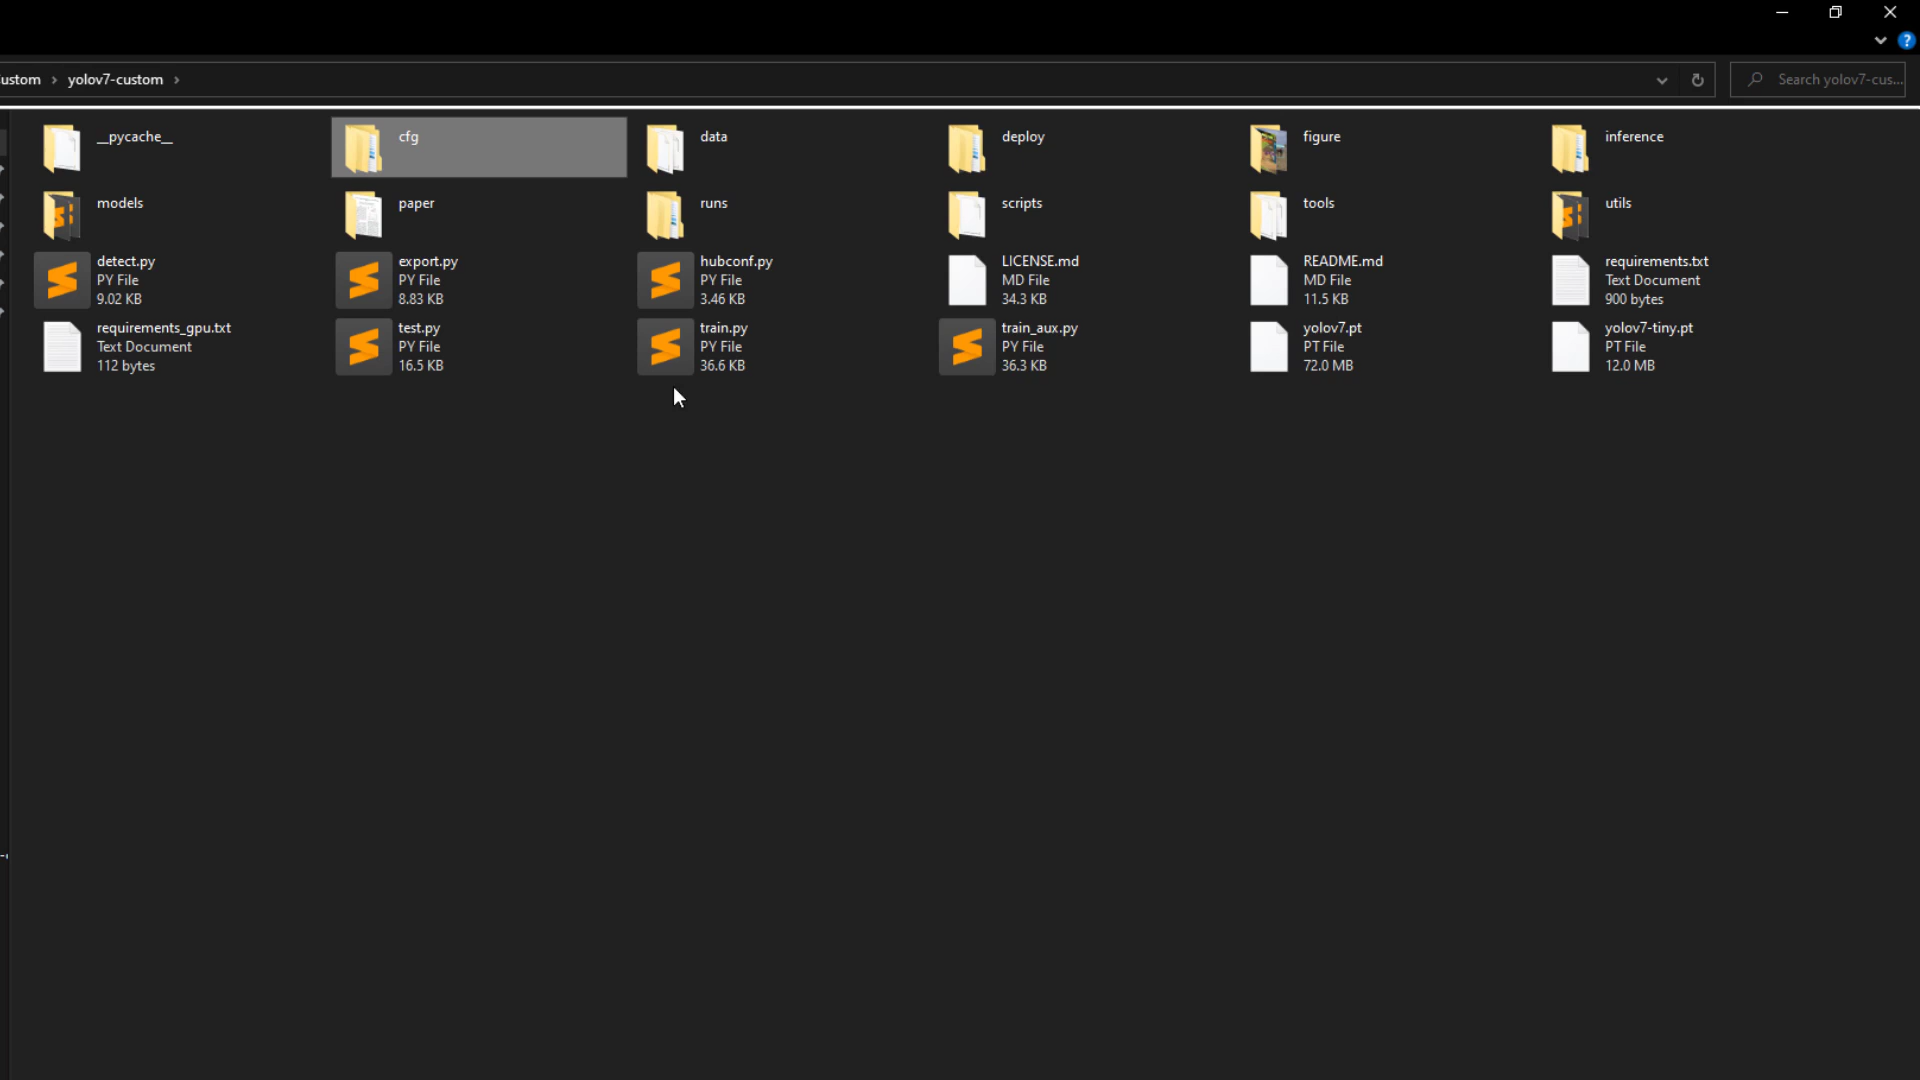 ustom > yolov7-custom >
Search yolov7-cus...
__pycache__
cfg
data
deploy
figure
inference
models
paper
runs
scripts
tools
utils
detect.py
PY File
9.02 KB
export.py
PY File
8.83 KB
hubconf.py
PY File
3.46 KB
LICENSE.md
MD File
34.3 KB
README.md
MD File
11.5 KB
requirements.txt
Text Document
900 bytes
requirements_gpu.txt
Text Document
112 bytes
test.py
PY File
16.5 KB
train.py
PY File
36.6 KB
train_aux.py
PY File
36.3 KB
yolov7.pt
PT File
72.0 MB
yolov7-tiny.pt
PT File
12.0 MB